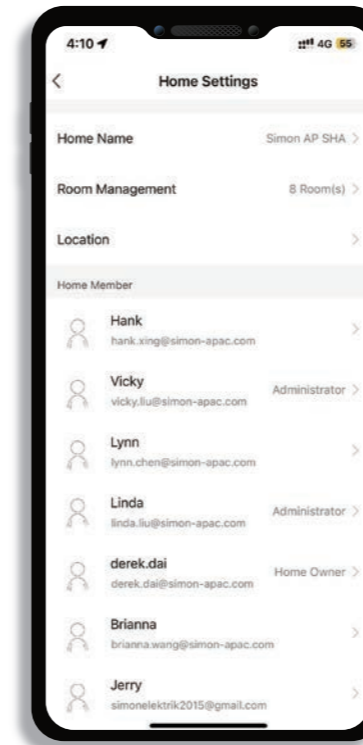 4:10
4G 55
Home Settings
Home Name Simon AP SHA
Room Management 8 Room(s)
Location
Home Member
Hank
hank.xing@simon-apac.com
Vicky
vicky.liu@simon-apac.com
Administrator
Lynn
lynn.chen@simon-apac.com
Linda
linda.liu@simon-apac.com
Administrator
derek.dai
derek.dai@simon-apac.com
Home Owner
Brianna
brianna.wang@simon-apac.com
Jerry
simonelektrik2015@gmail.com